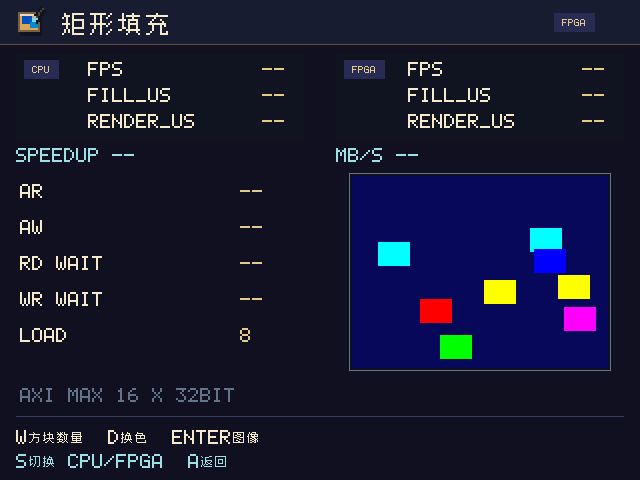 矩形填充 FPGA
CPU FPS -- FPGA FPS --
FILL_US -- FILL_US --
RENDER_US -- RENDER_US --
SPEEDUP -- MB/S --
AR --
AW --
RD WAIT --
WR WAIT --
LOAD 8
AXI MAX 16 X 32BIT
W方块数量 D换色 ENTER图像
S切换 CPU/FPGA A返回